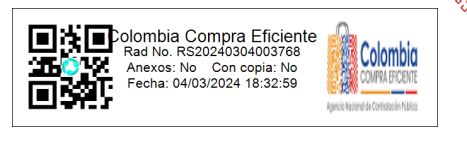 Colombia Compra Eficiente
Rad No. RS20240304003768
Anexos: No Con copia: No
Fecha: 04/03/2024 18:32:59
Colombia
COMPRA EFICIENTE
Agencia Nacional de Contratación Pública